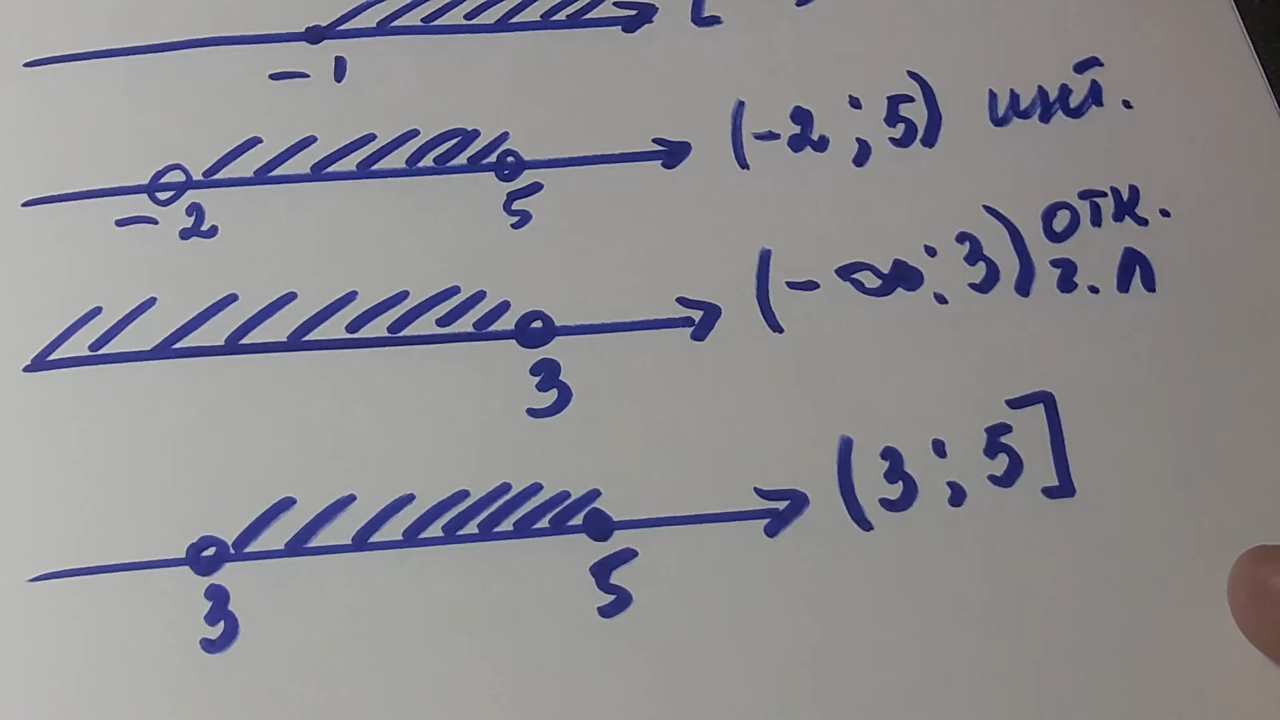 -1
(-2 ; 5) инт.
-2 5
(-∞; 3) отк.
ч. л
3
(3 ; 5]
3 5